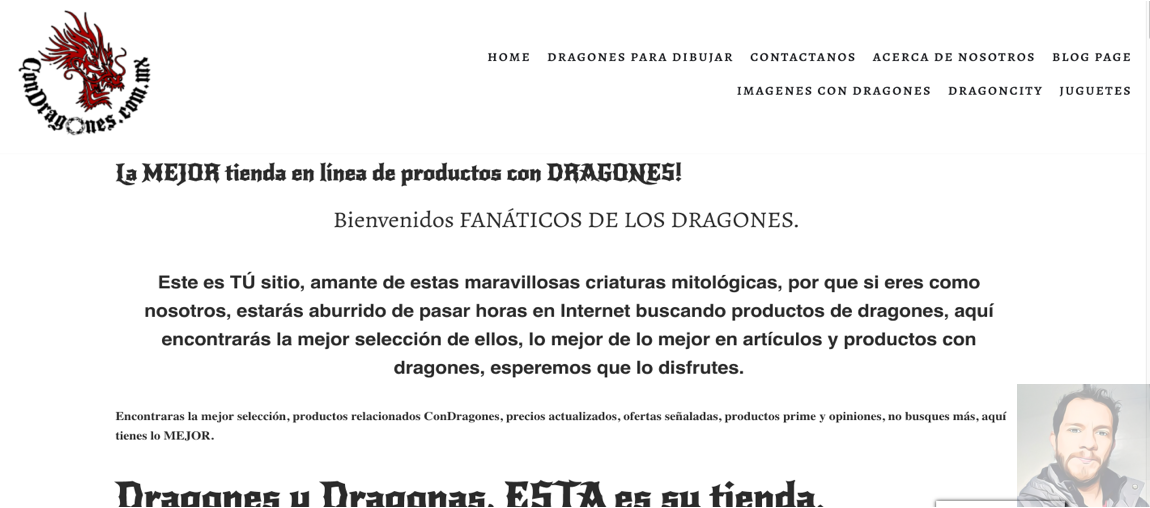 ConDragones.com.mx
HOME DRAGONES PARA DIBUJAR CONTACTANOS ACERCA DE NOSOTROS BLOG PAGE
IMAGENES CON DRAGONES DRAGONCITY JUGUETES
La MEJOR tienda en línea de productos con DRAGONES!
Bienvenidos FANÁTICOS DE LOS DRAGONES.
Este es TÚ sitio, amante de estas maravillosas criaturas mitológicas, por que si eres como
nosotros, estarás aburrido de pasar horas en Internet buscando productos de dragones, aquí
encontrarás la mejor selección de ellos, lo mejor de lo mejor en artículos y productos con
dragones, esperemos que lo disfrutes.
Encontraras la mejor selección, productos relacionados ConDragones, precios actualizados, ofertas señaladas, productos prime y opiniones, no busques más, aquí
tienes lo MEJOR.
Dragones y Dragonas, ESTA es su tienda.